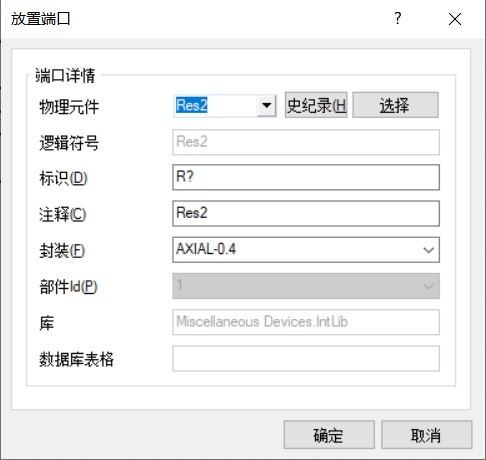 放置端口 ?
端口详情
物理元件 Res2 史纪录(H 选择
逻辑符号 Res2
标识(D) R?
注释(C) Res2
封装(F) AXIAL-0.4
部件Id(P) 1
库 Miscellaneous Devices.IntLib
数据库表格
确定 取消